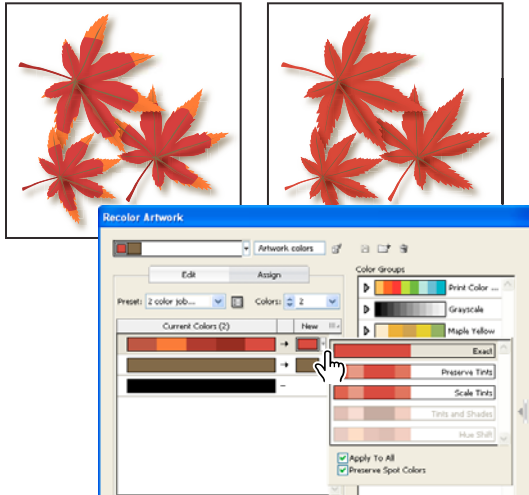 Recolor Artwork
Artwork colors
Color Groups
Edit Assign
Print Color ...
Preset: 2 color job... Colors: 2
Grayscale
Current Colors (2) New
Maple Yellow
Exact
Preserve Tints
Scale Tints
Tints and Shades
Hue Shift
Apply To All
Preserve Spot Colors